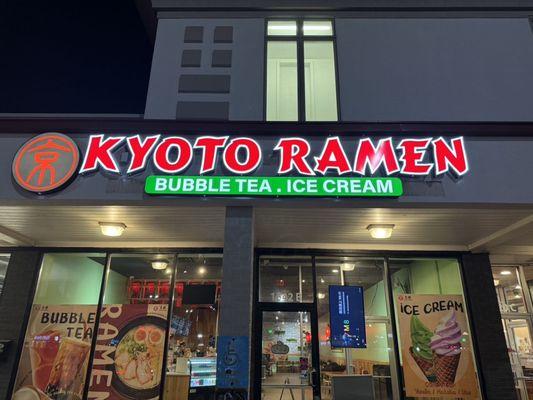 京
KYOTO RAMEN
BUBBLE TEA . ICE CREAM
BUBBLE
TEA
RAMEN
ICE
CREAM